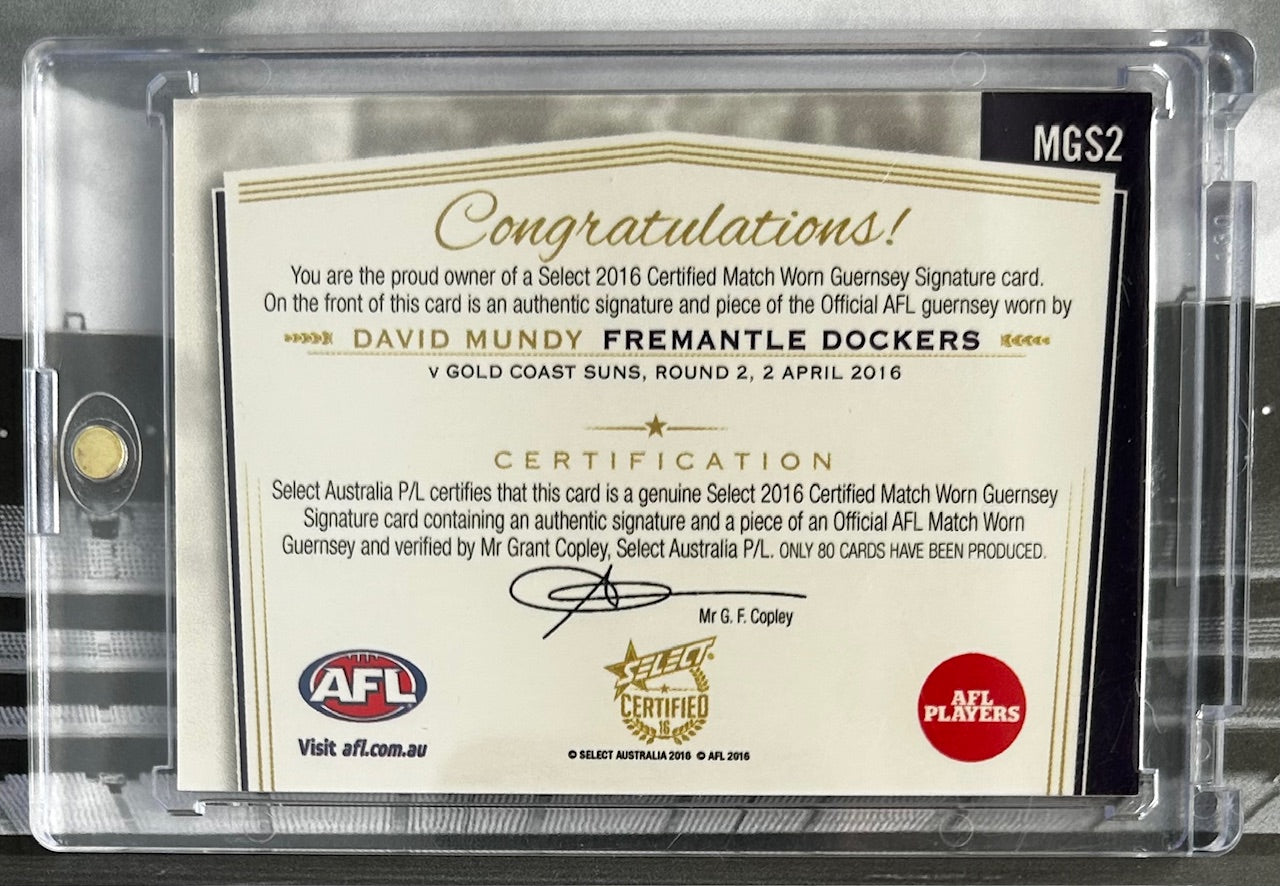 MGS2
Congratulations!
You are the proud owner of a Select 2016 Certified Match Worn Guernsey Signature card.
On the front of this card is an authentic signature and piece of the Official AFL guernsey worn by
DAVID MUNDY FREMANTLE DOCKERS
v GOLD COAST SUNS, ROUND 2, 2 APRIL 2016
CERTIFICATION
Select Australia P/L certifies that this card is a genuine Select 2016 Certified Match Worn Guernsey
Signature card containing an authentic signature and a piece of an Official AFL Match Worn
Guernsey and verified by Mr Grant Copley, Select Australia P/L. ONLY 80 CARDS HAVE BEEN PRODUCED.
Mr G. F. Copley
AFL
Visit afl.com.au
SELECT
CERTIFIED
16
© SELECT AUSTRALIA 2016 © AFL 2016
AFL
PLAYERS